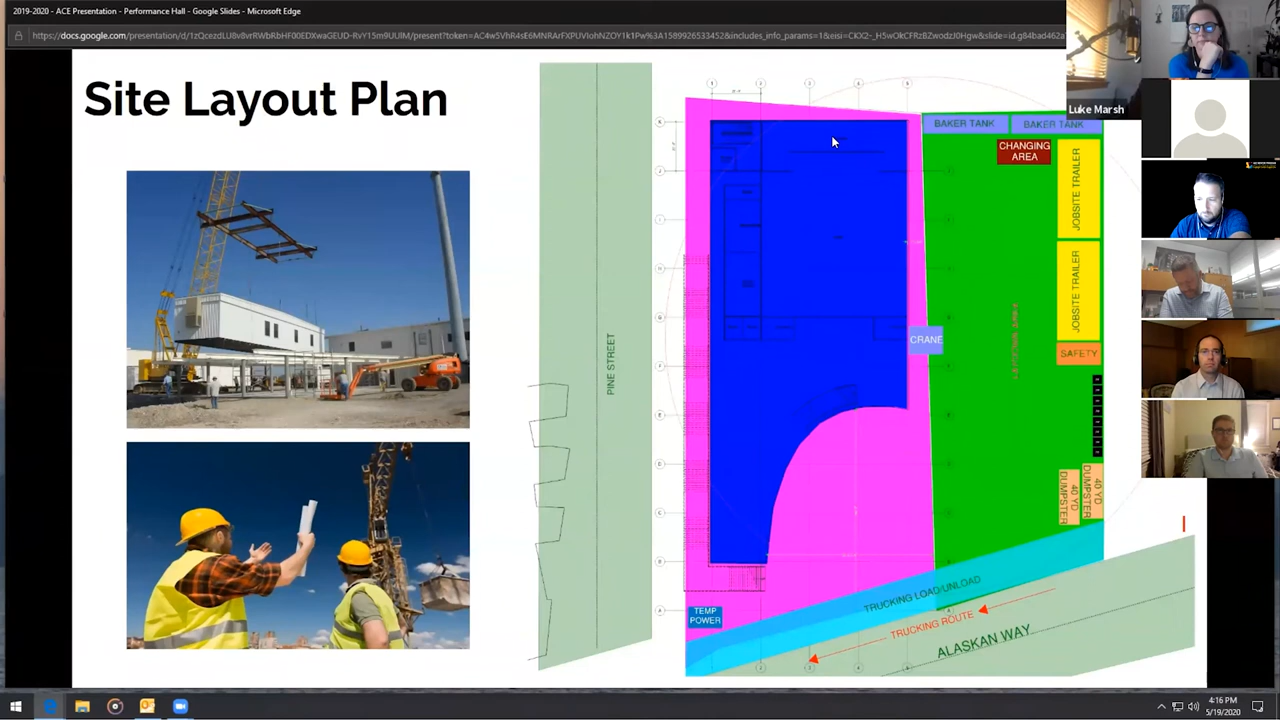 2019-2020 - ACE Presentation - Performance Hall - Google Slides - Microsoft Edge
Site Layout Plan
Luke Marsh
BAKER TANK
BAKER TANK
CHANGING
AREA
JOBSITE TRAILER
JOBSITE TRAILER
PINE STREET
CRANE
SAFETY
40 YD
DUMPSTER
40 YD
DUMPSTER
TEMP
POWER
TRUCKING LOAD/UNLOAD
TRUCKING ROUTE
ALASKAN WAY
4:16 PM
5/19/2020